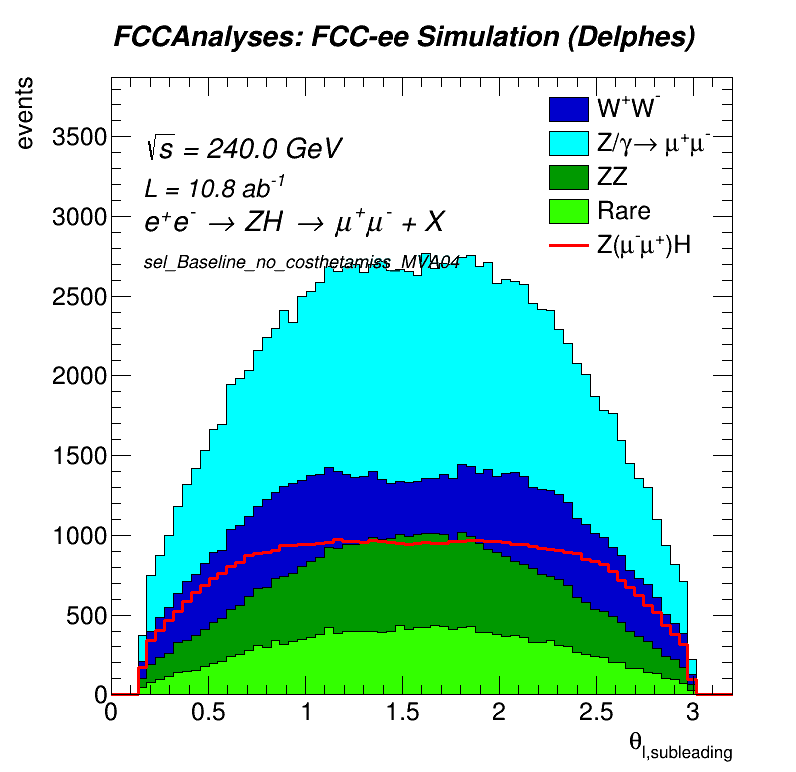 FCCAnalyses: FCC-ee Simulation (Delphes)
events
√s = 240.0 GeV
L = 10.8 ab⁻¹
e⁺e⁻ → ZH → μ⁺μ⁻ + X
sel_Baseline_no_costhetamiss_MVA04
W⁺W⁻
Z/γ→ μ⁺μ⁻
ZZ
Rare
Z(μ⁻μ⁺)H
3500
3000
2500
2000
1500
1000
500
0
0 0.5 1 1.5 2 2.5 3
θ_l,subleading